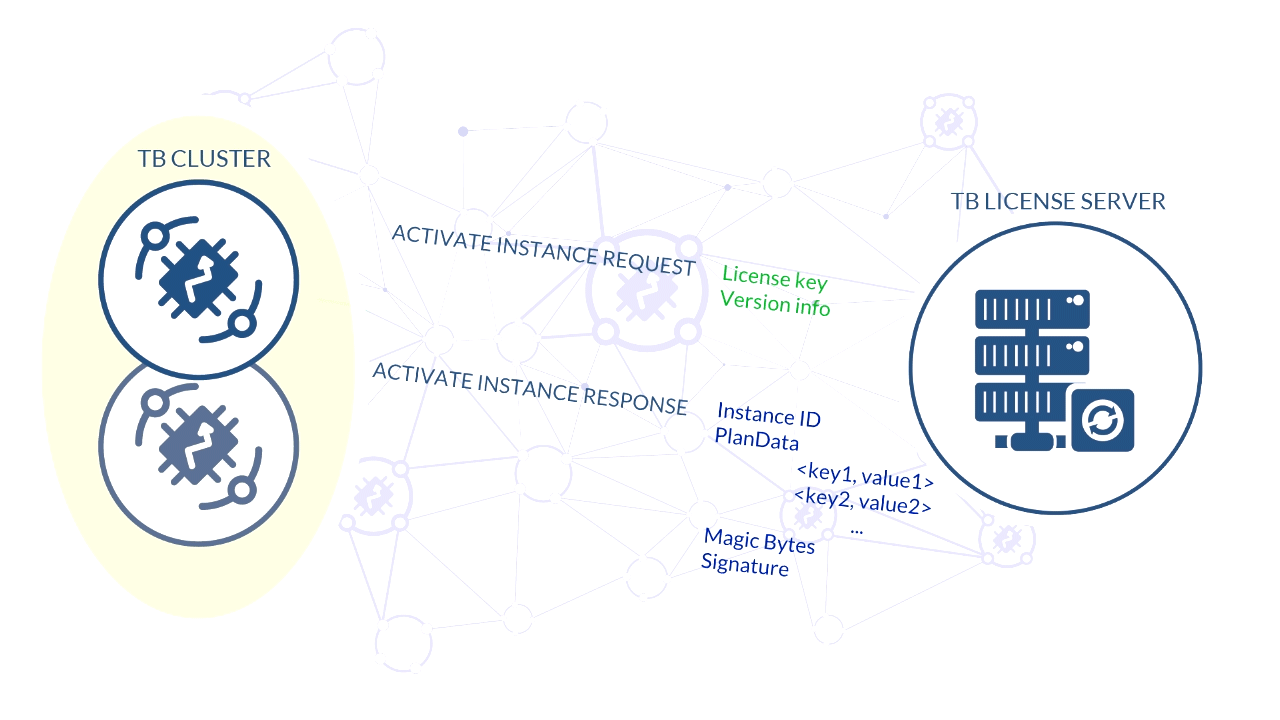 TB CLUSTER
TB LICENSE SERVER
ACTIVATE INSTANCE REQUEST
License key
Version info
ACTIVATE INSTANCE RESPONSE
Instance ID
PlanData
<key1, value1>
<key2, value2>
...
Magic Bytes
Signature